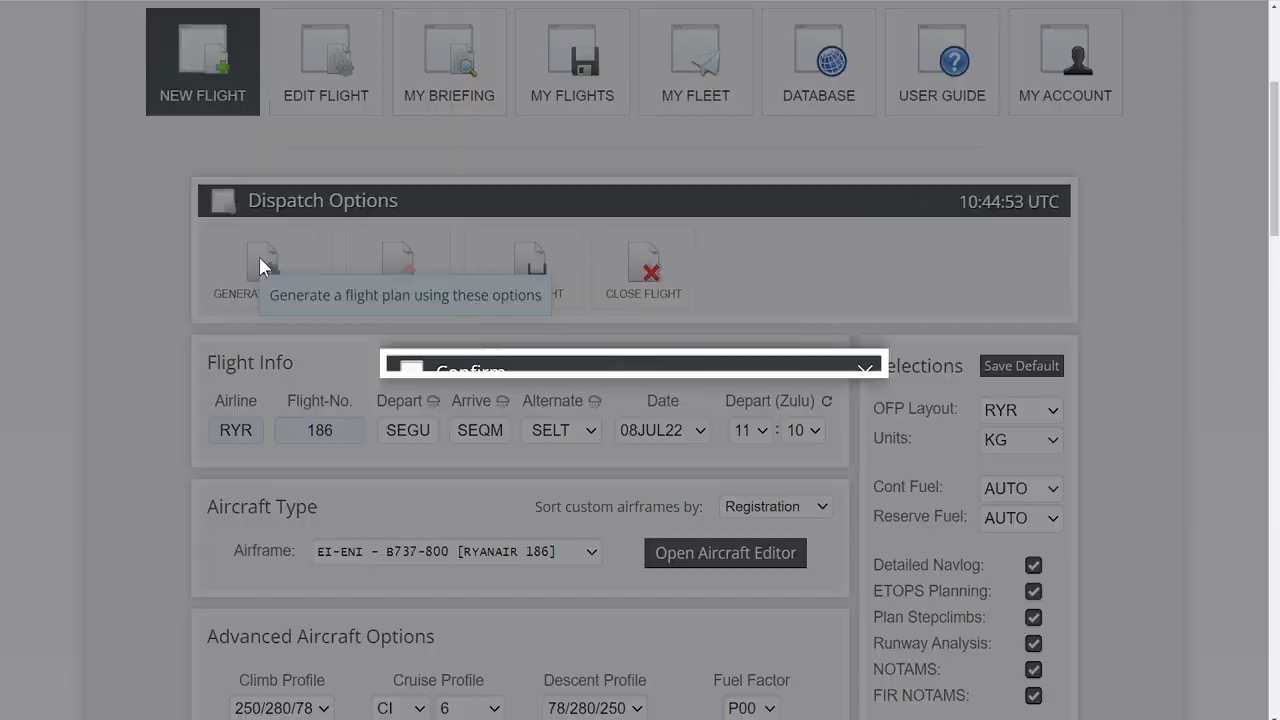 NEW FLIGHT
EDIT FLIGHT
MY BRIEFING
MY FLIGHTS
MY FLEET
DATABASE
USER GUIDE
MY ACCOUNT
Dispatch Options
10:44:53 UTC
CLOSE FLIGHT
Generate a flight plan using these options
Confirm
Flight Info
Airline Flight-No. Depart Arrive Alternate Date Depart (Zulu)
RYR 186 SEGU SEQM SELT 08JUL22 11 : 10
Aircraft Type
Sort custom airframes by: Registration
Airframe: EI-ENI - B737-800 [RYANAIR 186]
Open Aircraft Editor
Advanced Aircraft Options
Climb Profile Cruise Profile Descent Profile Fuel Factor
250/280/78 CI 6 78/280/250 P00
Save Default
OFP Layout: RYR
Units: KG
Cont Fuel: AUTO
Reserve Fuel: AUTO
Detailed Navlog:
ETOPS Planning:
Plan Stepclimbs:
Runway Analysis:
NOTAMS:
FIR NOTAMS: